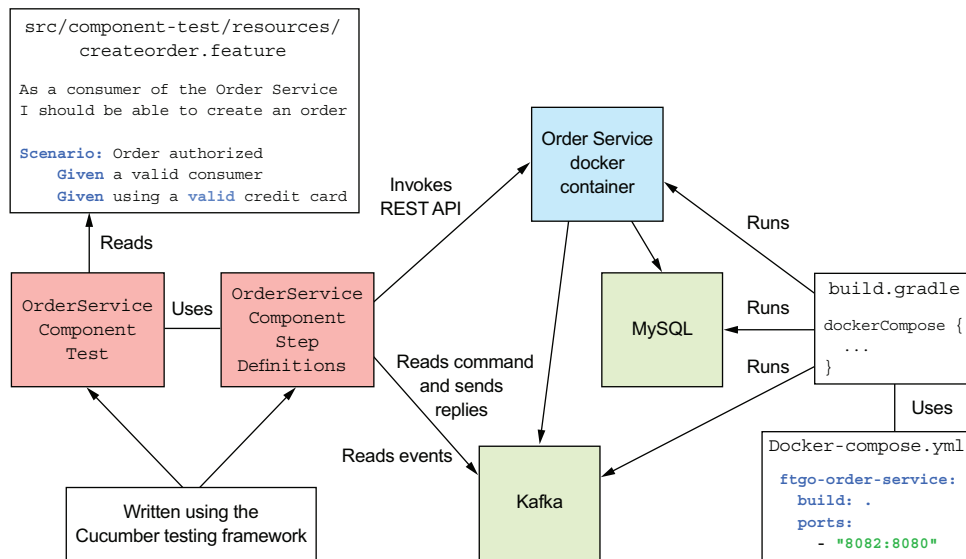 src/component-test/resources/
createorder.feature
As a consumer of the Order Service
I should be able to create an order
Scenario: Order authorized
Given a valid consumer
Given using a valid credit card
Reads
OrderService
Component
Test
Uses
OrderService
Component
Step
Definitions
Invokes
REST API
Order Service
docker
container
Runs
MySQL
Runs
build.gradle
dockerCompose {
...
}
Reads command
and sends
replies
Runs
Reads events
Kafka
Uses
Docker-compose.yml
ftgo-order-service:
build: .
ports:
- "8082:8080"
Written using the
Cucumber testing framework